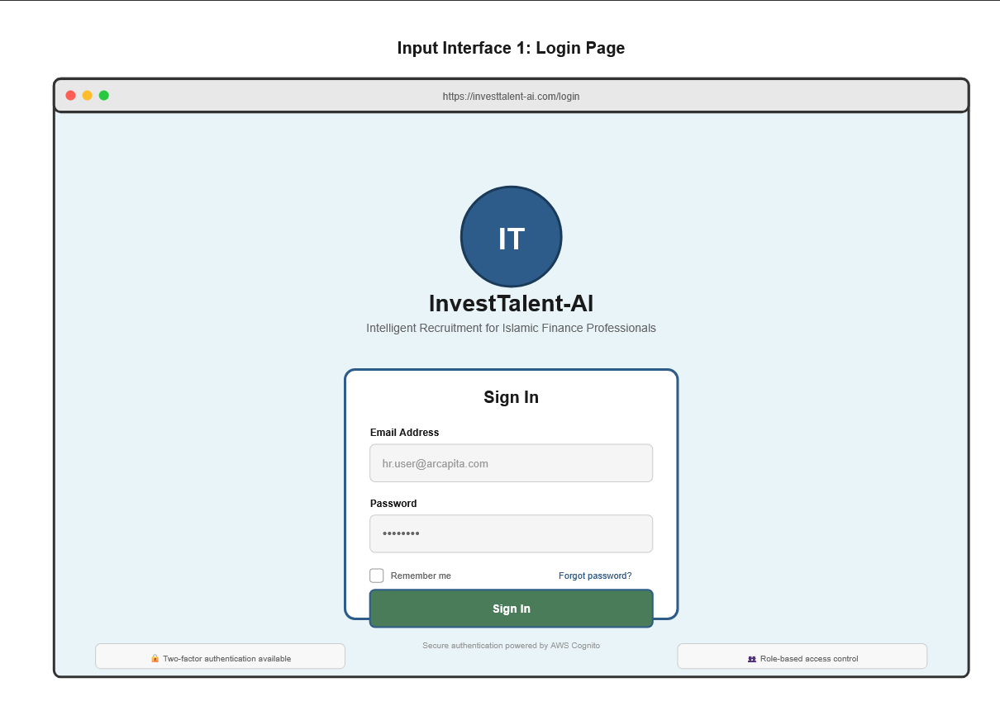 Input Interface 1: Login Page
https://investtalent-ai.com/login
IT
InvestTalent-AI
Intelligent Recruitment for Islamic Finance Professionals
Sign In
Email Address
hr.user@arcapita.com
Password
••••••••
Remember me
Forgot password?
Sign In
Secure authentication powered by AWS Cognito
🔒 Two-factor authentication available
👥 Role-based access control